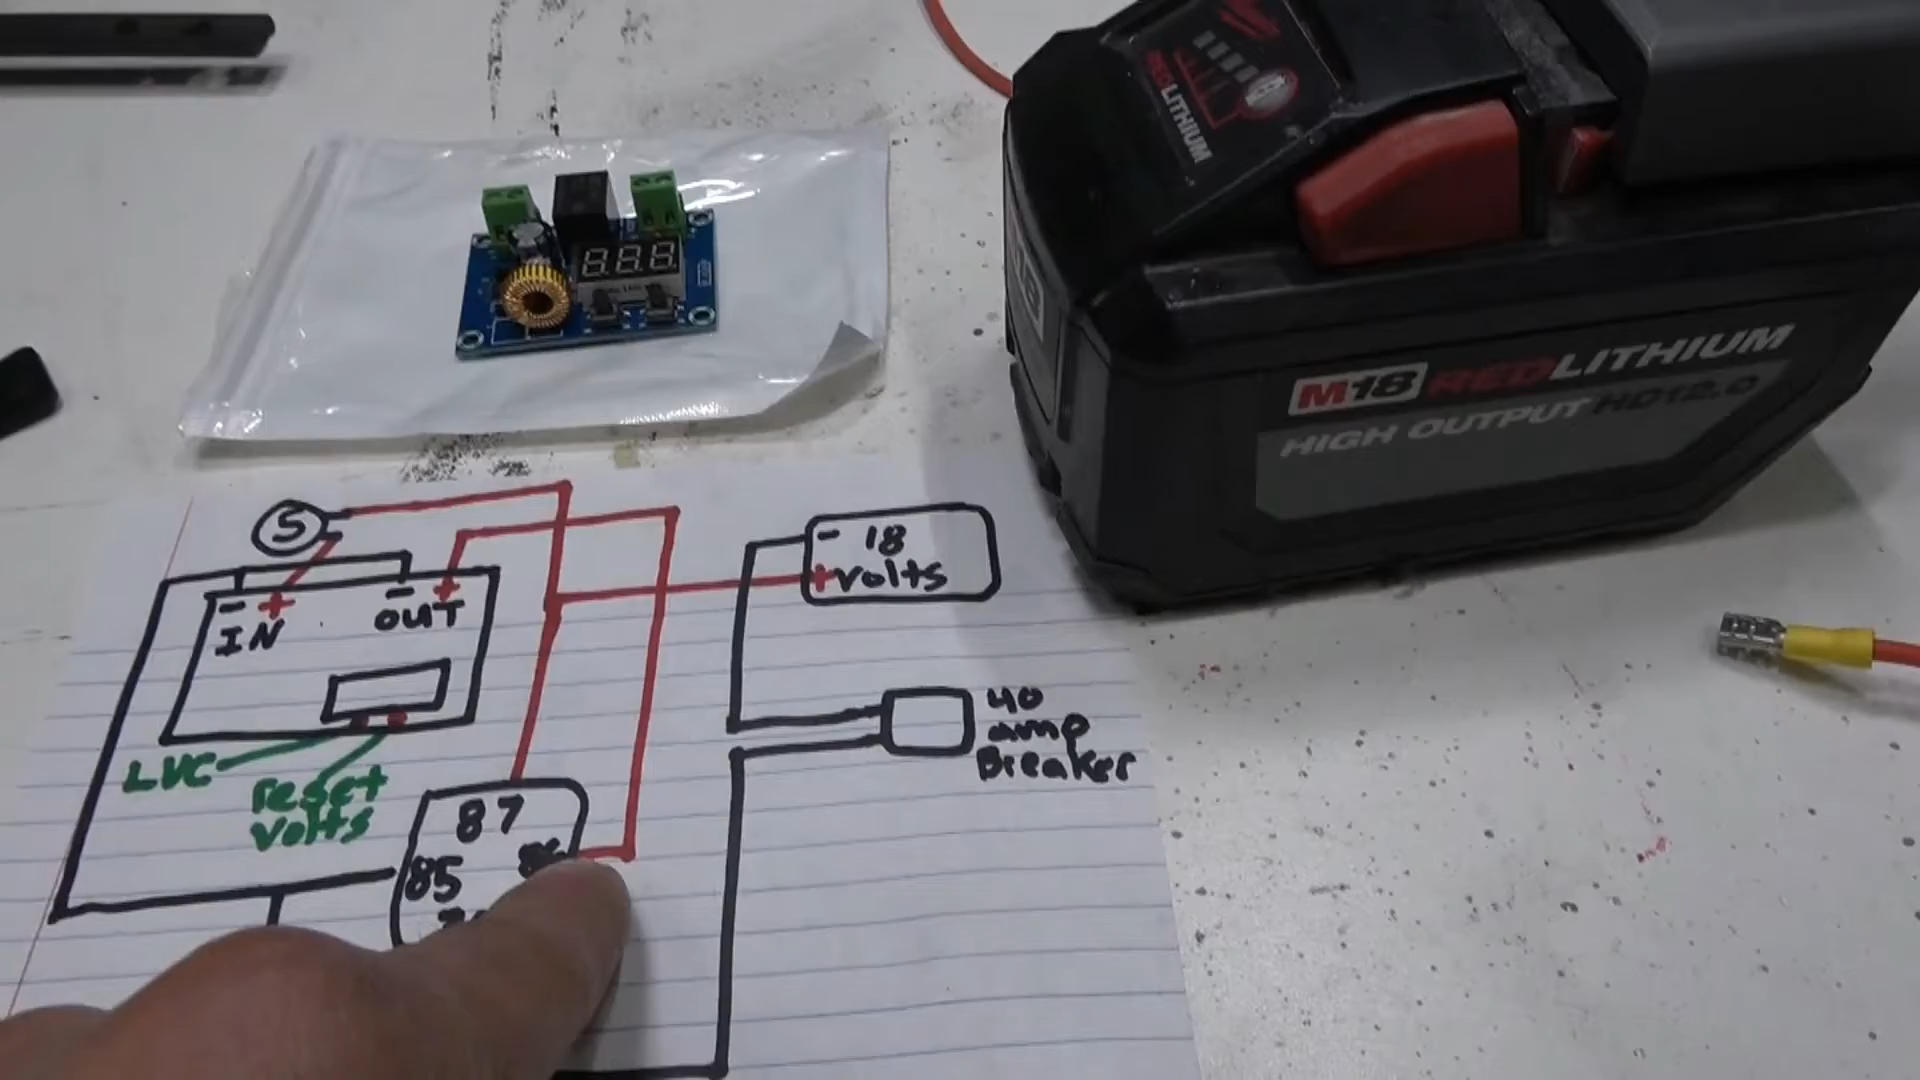 REDLITHIUM
M18 REDLITHIUM
HIGH OUTPUT HD12.0
888
S
- 18
+ volts
- + - +
IN OUT
40
amp
Breaker
LVC
reset
volts
87
85 86